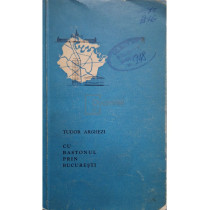 TUDOR ARGHEZI
CU
BASTONUL
PRIN
BUCUREȘTI